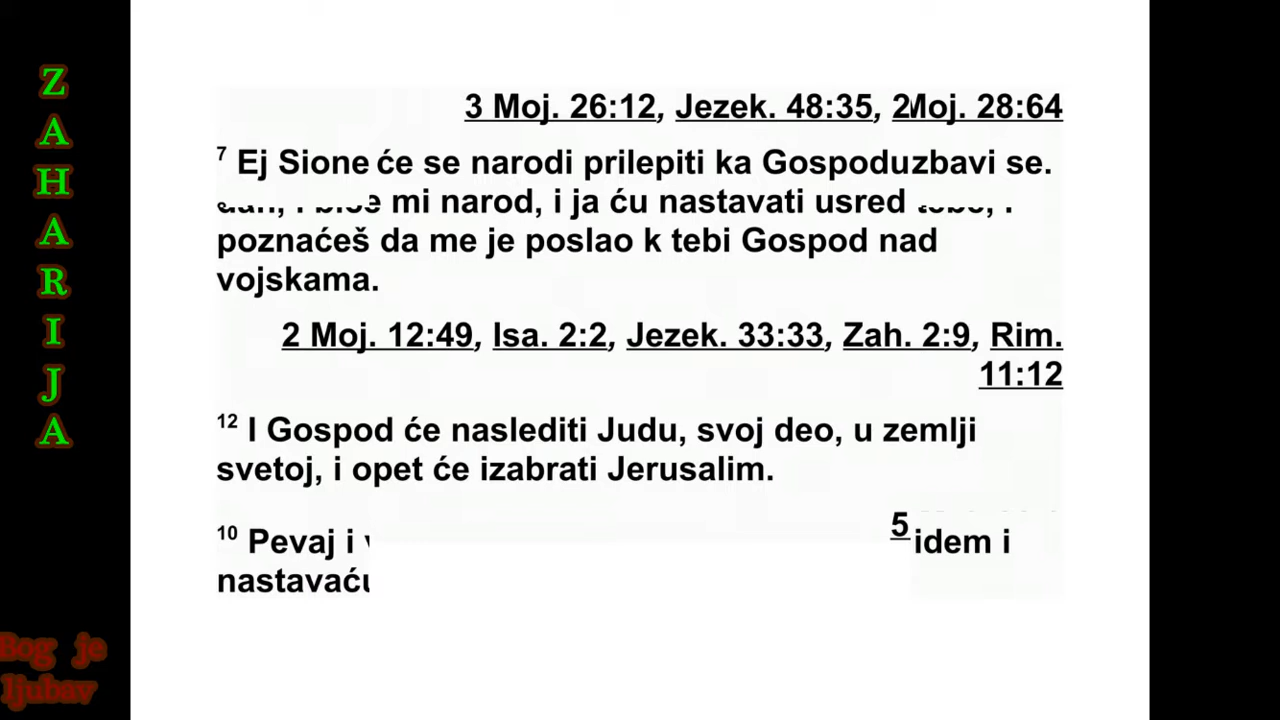 ZAHARIJA
Bog je
ljubav
3 Moj. 26:12, Jezek. 48:35, 2Moj. 28:64
7 Ej Sione će se narodi prilepiti ka Gospoduzbavi se.
mi narod, i ja ću nastavati usred
poznaćeš da me je poslao k tebi Gospod nad
vojskama.
2 Moj. 12:49, Isa. 2:2, Jezek. 33:33, Zah. 2:9, Rim.
11:12
12 I Gospod će naslediti Judu, svoj deo, u zemlji
svetoj, i opet će izabrati Jerusalim.
10 Pevaj i 5 idem i